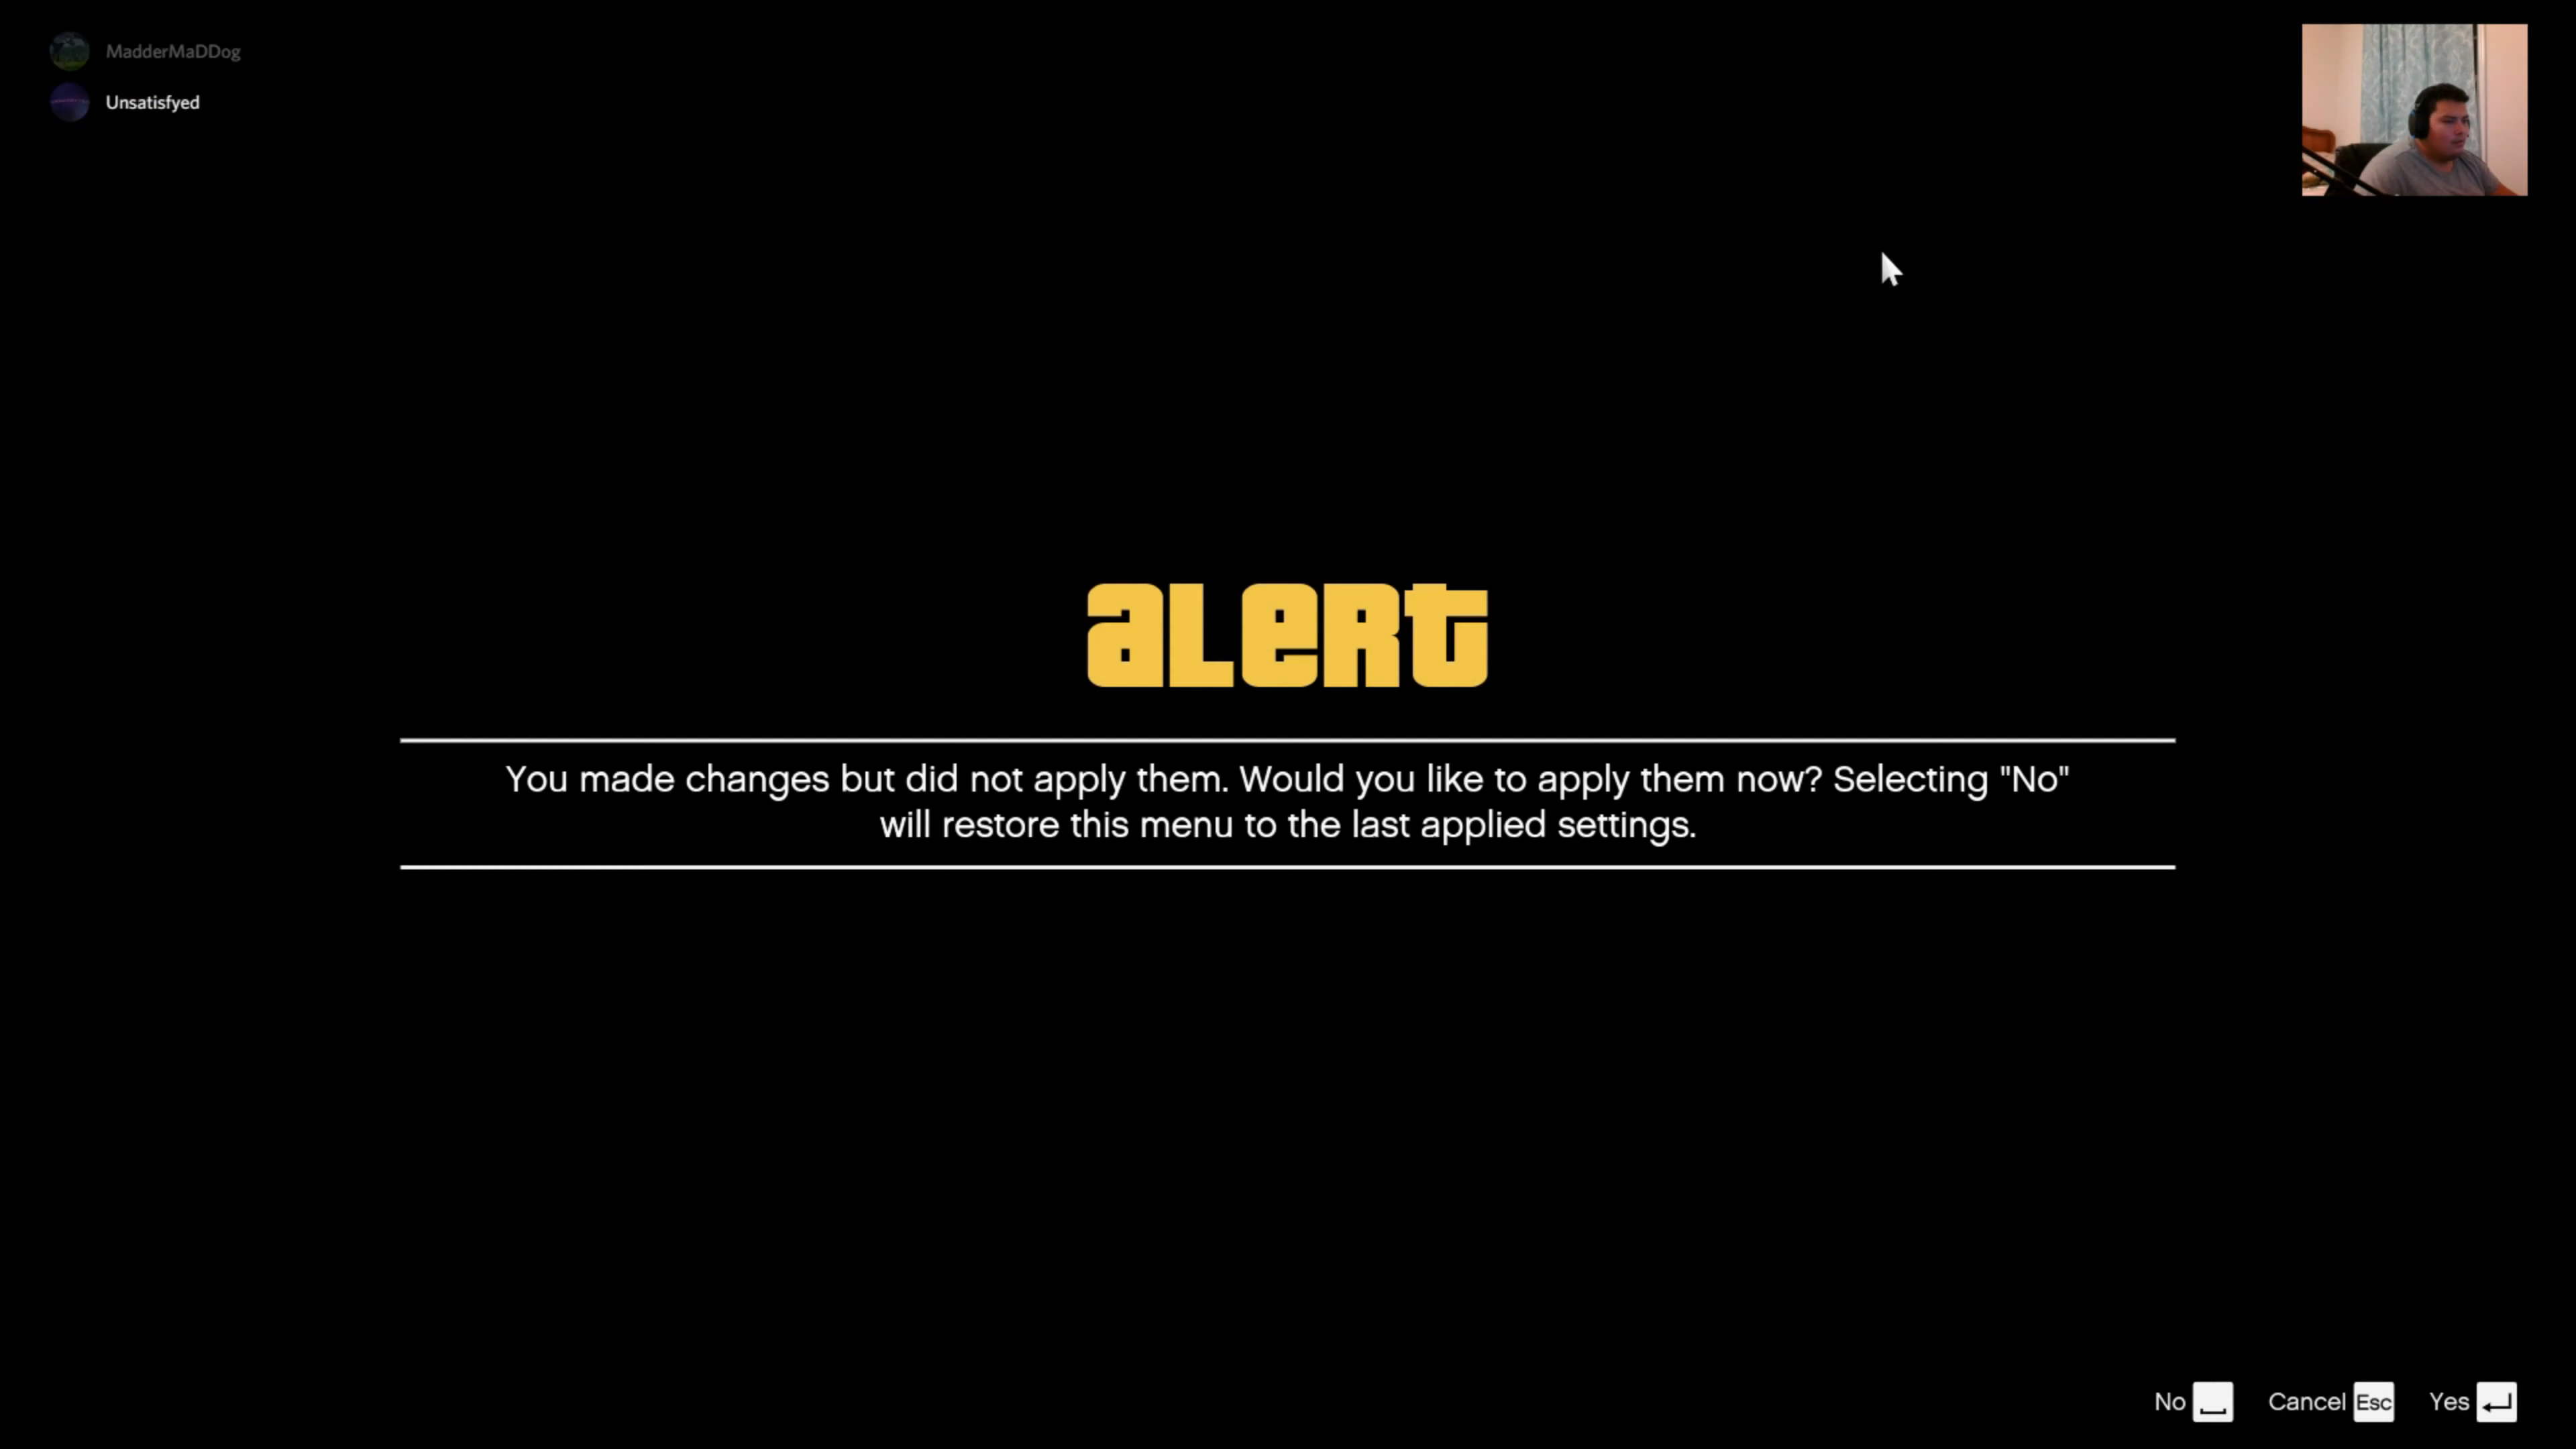 MadderMaDDog
Unsatisfyed
aLeRt
You made changes but did not apply them. Would you like to apply them now? Selecting "No"
will restore this menu to the last applied settings.
No Cancel Esc Yes